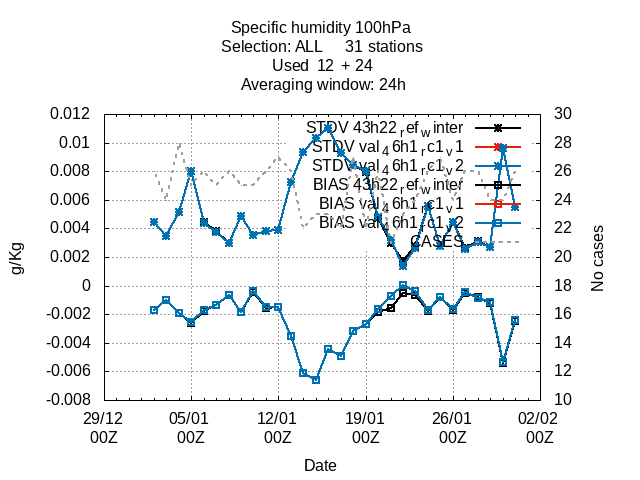 Specific humidity 100hPa
Selection: ALL 31 stations
Used 12 + 24
Averaging window: 24h
0.012
0.01
0.008
0.006
0.004
0.002
0
-0.002
-0.004
-0.006
-0.008
g/Kg
STDV 43h22_ref_winter
STDV val_46h1_rc1_v1
STDV val_46h1_rc1_v2
BIAS 43h22_ref_winter
BIAS val_46h1_rc1_v1
BIAS val_46h1_rc1_v2
CASES
30
28
26
24
22
20
18
16
14
12
10
No cases
29/12 05/01 12/01 19/01 26/01 02/02
00Z 00Z 00Z 00Z 00Z 00Z
Date